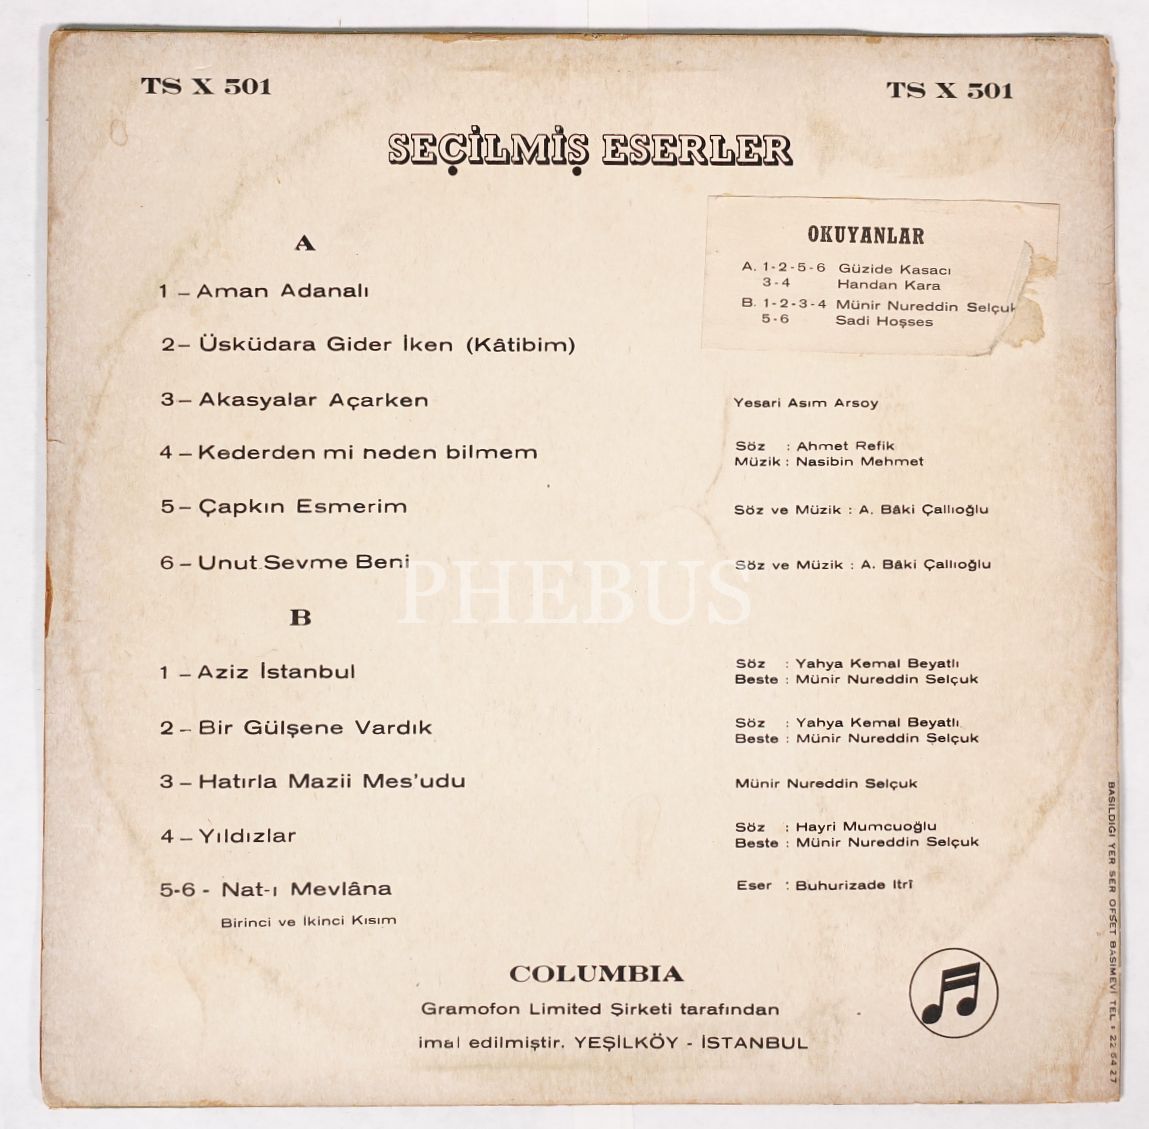 TS X 501
TS X 501
SEÇİLMİŞ ESERLER
OKUYANLAR
A. 1-2-5-6 Güzide Kasacı
3-4 Handan Kara
B. 1-2-3-4 Münir Nureddin Selçuk
5-6 Sadi Hoşses
A
1 – Aman Adanalı
2 – Üsküdara Gider İken (Kâtibim)
3 – Akasyalar Açarken
Yesari Asım Arsoy
4 – Kederden mi neden bilmem
Söz : Ahmet Refik
Müzik : Nasibin Mehmet
5 – Çapkın Esmerim
Söz ve Müzik : A. Bâki Çallıoğlu
6 – Unut Sevme Beni
Söz ve Müzik : A. Bâki Çallıoğlu
PHEBUS
B
1 – Aziz İstanbul
Söz : Yahya Kemal Beyatlı
Beste : Münir Nureddin Selçuk
2 – Bir Gülşene Vardık
Söz : Yahya Kemal Beyatlı
Beste : Münir Nureddin Selçuk
3 – Hatırla Mazii Mes'udu
Münir Nureddin Selçuk
4 – Yıldızlar
Söz : Hayri Mumcuoğlu
Beste : Münir Nureddin Selçuk
5-6 - Nat-ı Mevlâna
Eser : Buhurizade Itrî
Birinci ve İkinci Kısım
COLUMBIA
Gramofon Limited Şirketi tarafından
imal edilmiştir. YEŞİLKÖY - İSTANBUL
BASILDIĞI YER SER OFSET BASIMEVİ TEL : 22 64 27